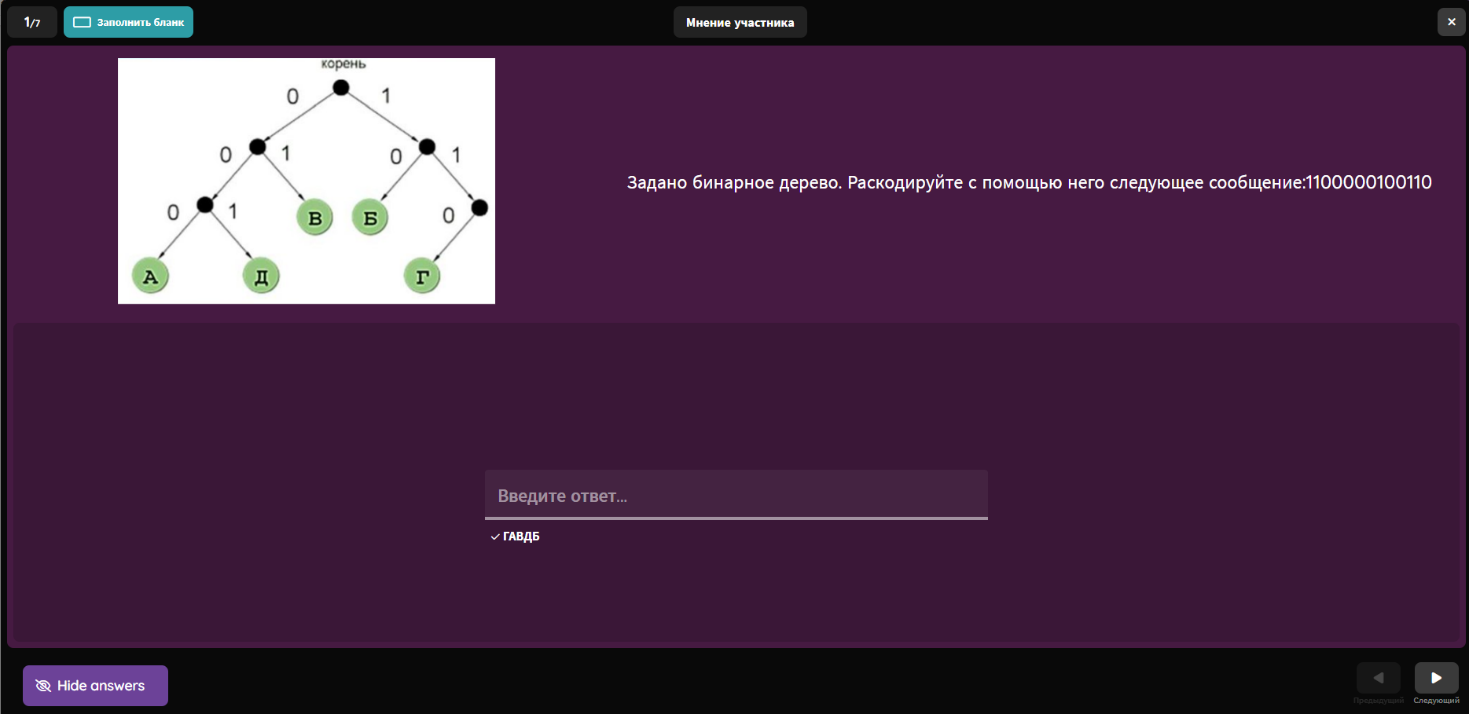 1/7
Заполнить бланк
Мнение участника
корень
0 1
0 1 0 1
0 1 В Б 0
А Д Г
Задано бинарное дерево. Раскодируйте с помощью него следующее сообщение:1100000100110
Введите ответ...
ГАВДБ
Hide answers
Предыдущий
Следующий